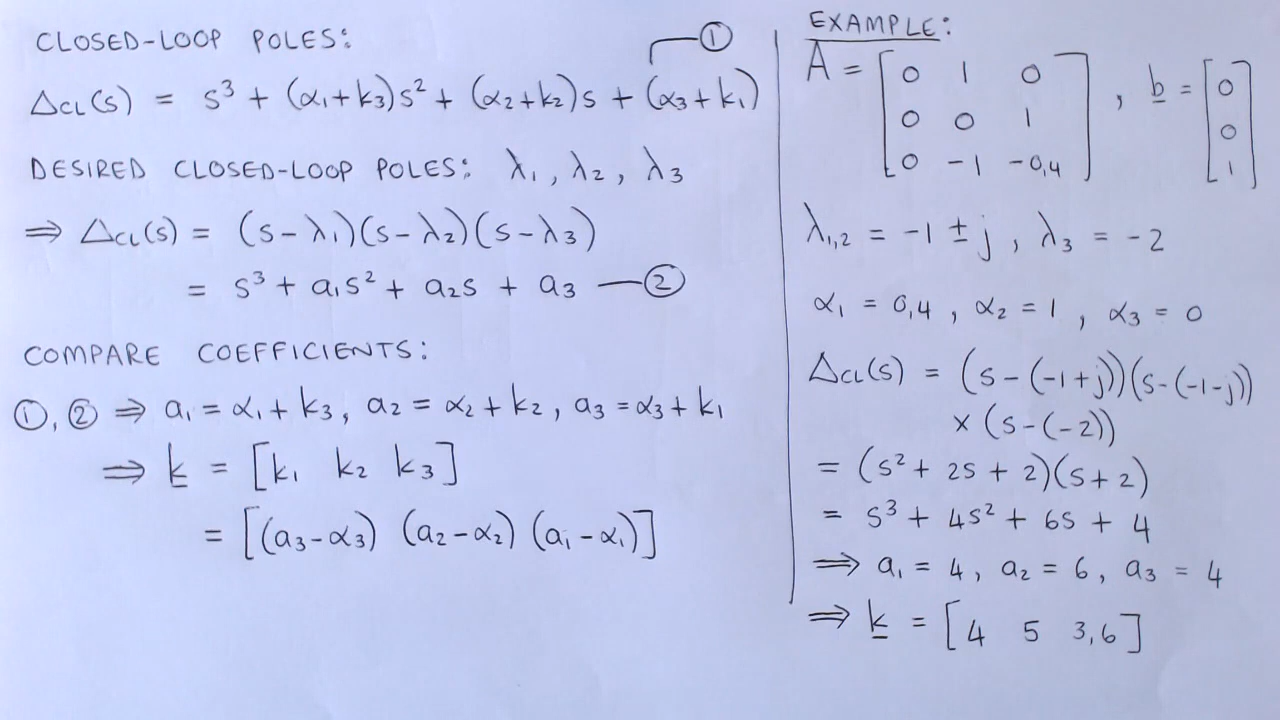 CLOSED-LOOP POLES:
①
Δcl(s) = s³ + (α₁+k₃)s² + (α₂+k₂)s + (α₃+k₁)
DESIRED CLOSED-LOOP POLES: λ₁, λ₂, λ₃
⇒ Δcl(s) = (s-λ₁)(s-λ₂)(s-λ₃)
= s³ + a₁s² + a₂s + a₃ —②
COMPARE COEFFICIENTS:
①, ② ⇒ a₁ = α₁ + k₃, a₂ = α₂ + k₂, a₃ = α₃ + k₁
⇒ k = [k₁ k₂ k₃]
= [(a₃-α₃) (a₂-α₂) (a₁-α₁)]
EXAMPLE:
A = [0 1 0
0 0 1
0 -1 -0,4], b = [0
0
1]
λ₁,₂ = -1 ± j, λ₃ = -2
α₁ = 0,4, α₂ = 1, α₃ = 0
Δcl(s) = (s-(-1+j))(s-(-1-j))
×(s-(-2))
= (s² + 2s + 2)(s+2)
= s³ + 4s² + 6s + 4
⇒ a₁ = 4, a₂ = 6, a₃ = 4
⇒ k = [4 5 3,6]